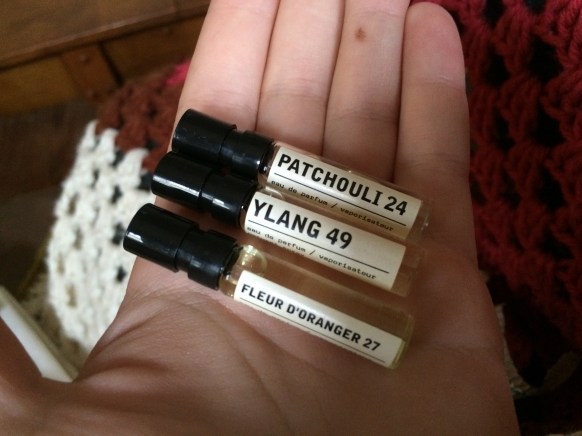 PATCHOULI 24
eau de parfum / vaporisateur
YLANG 49
eau de parfum / vaporisateur
FLEUR D'ORANGER 27